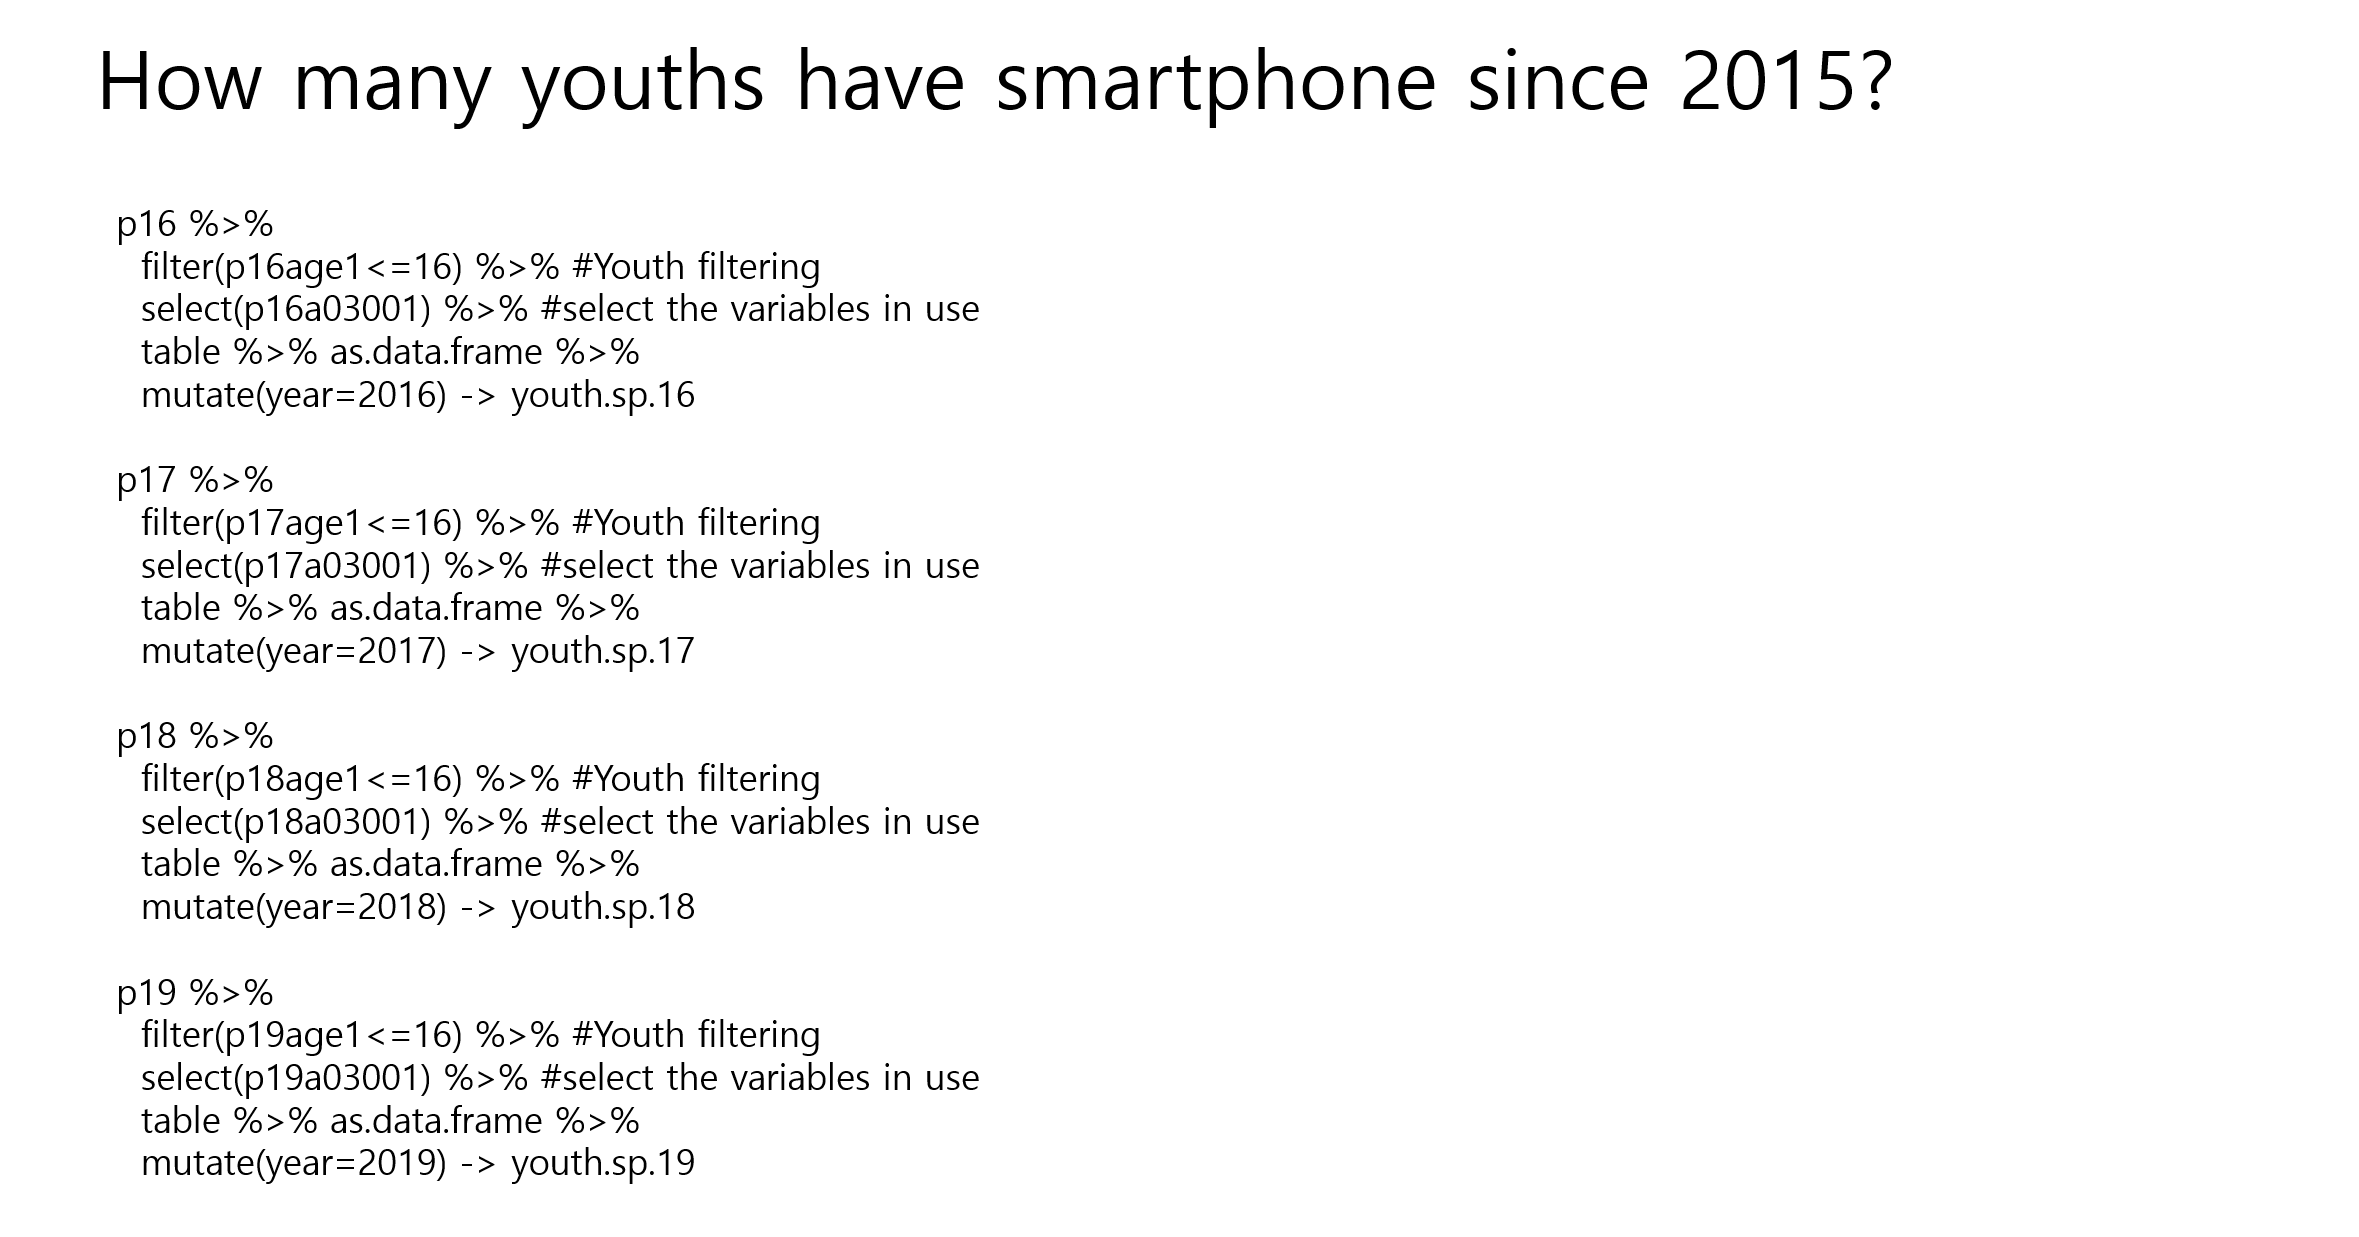 How many youths have smartphone since 2015?
p16 %>%
filter(p16age1<=16) %>% #Youth filtering
select(p16a03001) %>% #select the variables in use
table %>% as.data.frame %>%
mutate(year=2016) -> youth.sp.16
p17 %>%
filter(p17age1<=16) %>% #Youth filtering
select(p17a03001) %>% #select the variables in use
table %>% as.data.frame %>%
mutate(year=2017) -> youth.sp.17
p18 %>%
filter(p18age1<=16) %>% #Youth filtering
select(p18a03001) %>% #select the variables in use
table %>% as.data.frame %>%
mutate(year=2018) -> youth.sp.18
p19 %>%
filter(p19age1<=16) %>% #Youth filtering
select(p19a03001) %>% #select the variables in use
table %>% as.data.frame %>%
mutate(year=2019) -> youth.sp.19